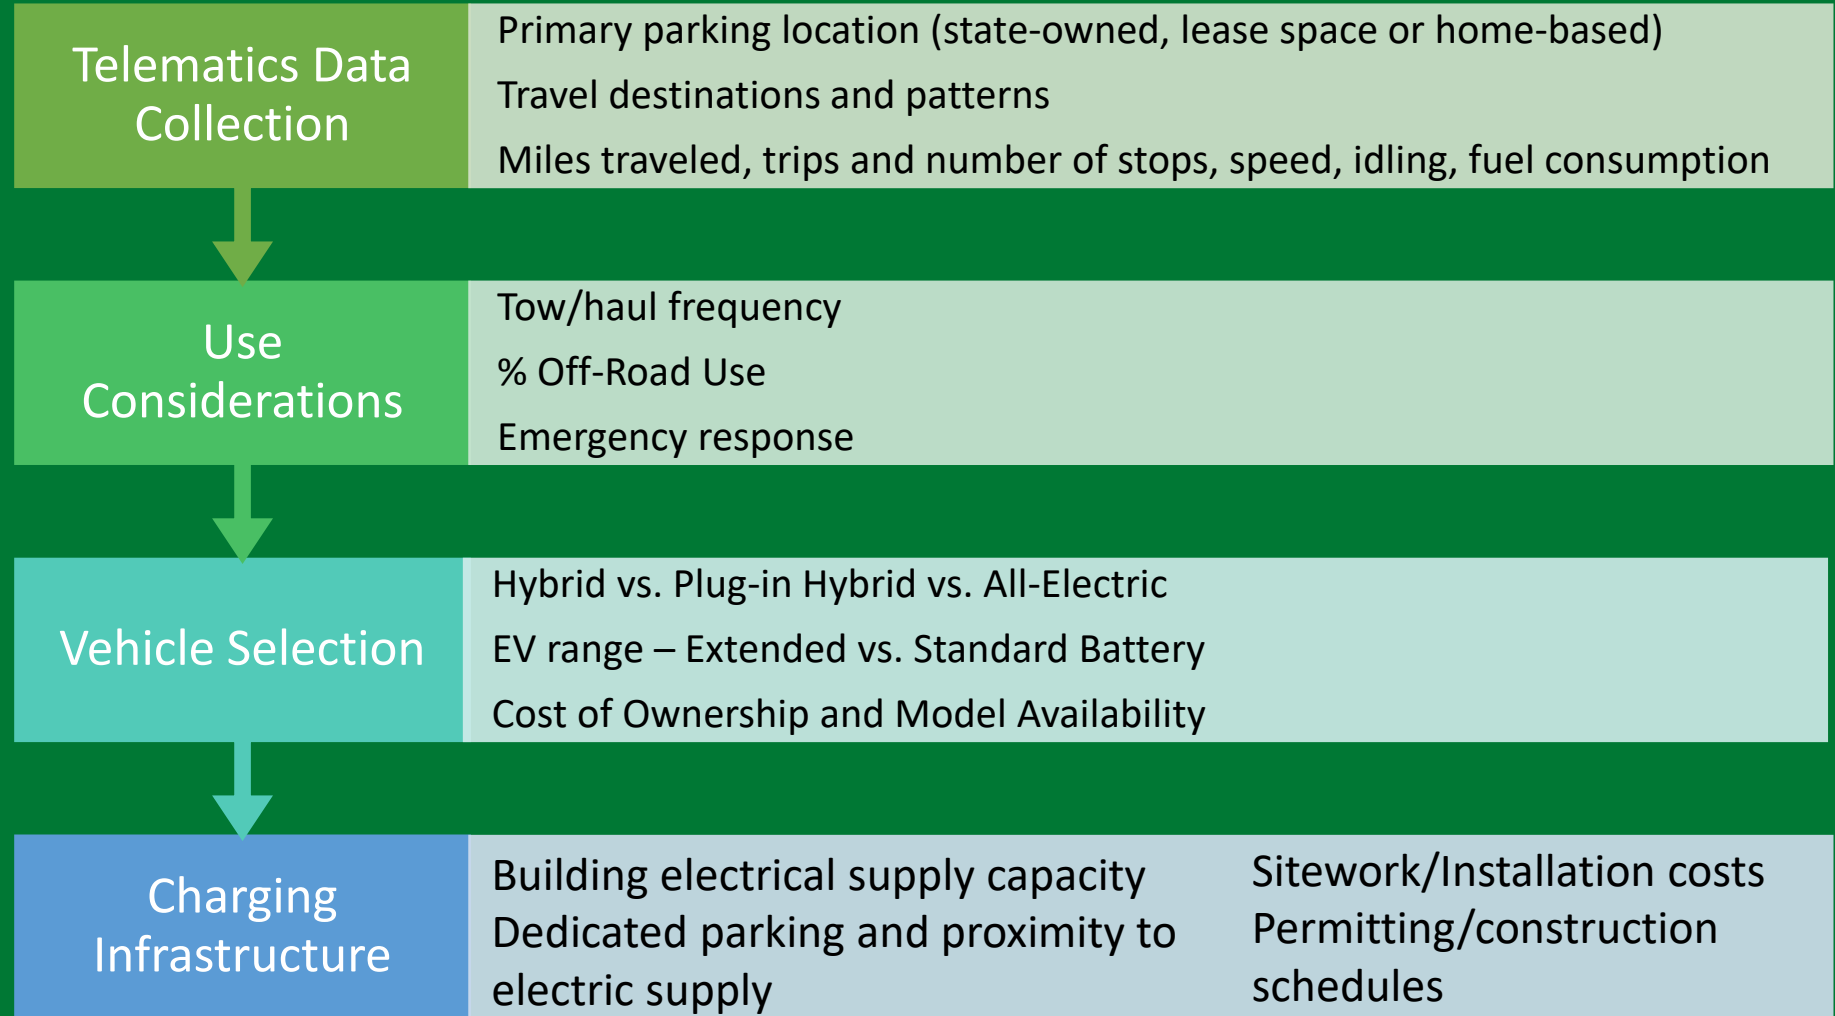 Telematics Data
Collection
Primary parking location (state-owned, lease space or home-based)
Travel destinations and patterns
Miles traveled, trips and number of stops, speed, idling, fuel consumption
Use
Considerations
Tow/haul frequency
% Off-Road Use
Emergency response
Vehicle Selection
Hybrid vs. Plug-in Hybrid vs. All-Electric
EV range – Extended vs. Standard Battery
Cost of Ownership and Model Availability
Charging
Infrastructure
Building electrical supply capacity
Dedicated parking and proximity to
electric supply
Sitework/Installation costs
Permitting/construction
schedules